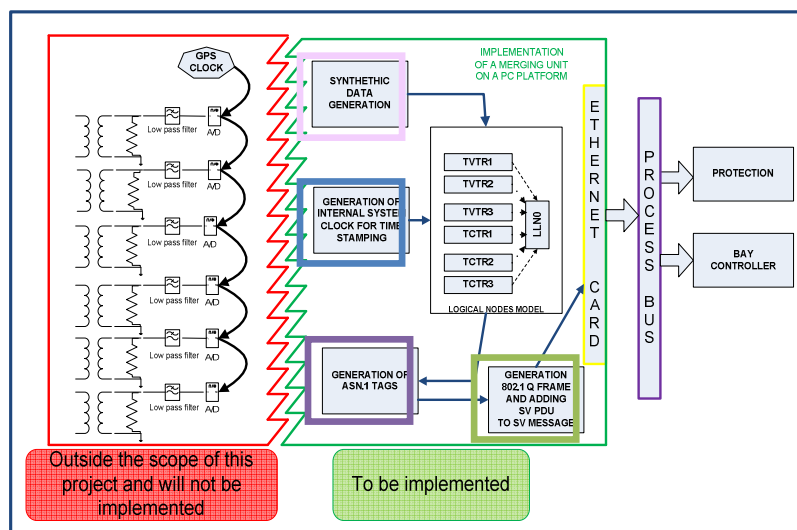 GPS
CLOCK
Low pass filter
A/D
Low pass filter
A/D
Low pass filter
A/D
Low pass filter
A/D
Low pass filter
A/D
Low pass filter
A/D
IMPLEMENTATION
OF A MERGING UNIT
ON A PC PLATFORM
SYNTHETHIC
DATA
GENERATION
GENERATION OF
INTERNAL SYSTEM
CLOCK FOR TIME
STAMPING
TVTR1
TVTR2
TVTR3
TCTR1
TCTR2
TCTR3
LLN0
LOGICAL NODES MODEL
GENERATION OF
ASN.1 TAGS
GENERATION
802,1 Q FRAME
AND ADDING
SV PDU
TO SV MESSAGE
ETHERNET CARD
PROCESS BUS
PROTECTION
BAY
CONTROLLER
Outside the scope of this
project and will not be
implemented
To be implemented